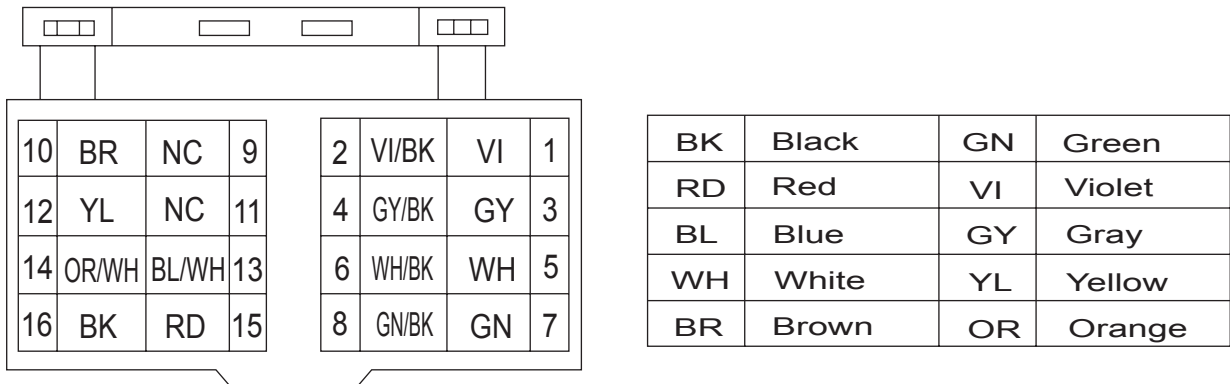 10 BR NC 9 2 VI/BK VI 1
12 YL NC 11 4 GY/BK GY 3
14 OR/WH BL/WH 13 6 WH/BK WH 5
16 BK RD 15 8 GN/BK GN 7
BK Black GN Green
RD Red VI Violet
BL Blue GY Gray
WH White YL Yellow
BR Brown OR Orange